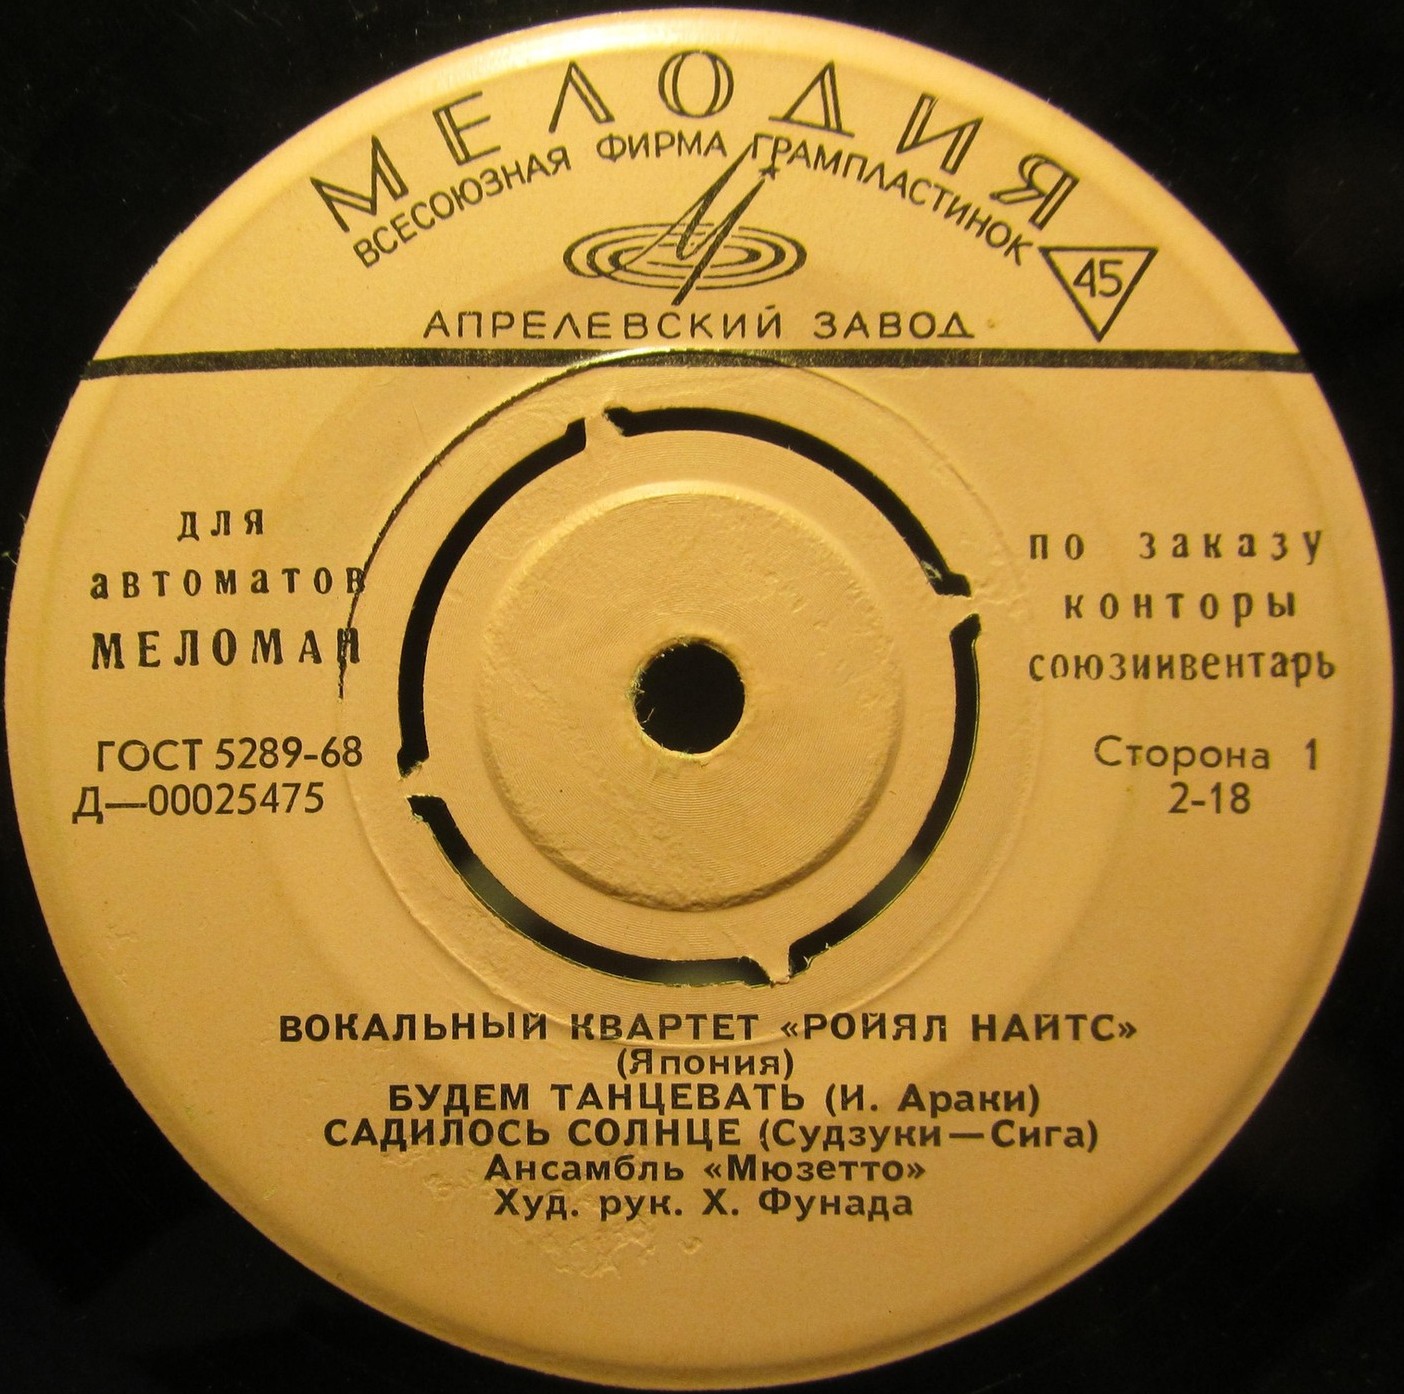 МЕЛОДИЯ
ВСЕСОЮЗНАЯ ФИРМА ГРАМПЛАСТИНОК
45
АПРЕЛЕВСКИЙ ЗАВОД
для
автоматов
МЕЛОМАН
по заказу
конторы
союзинвентарь
ГОСТ 5289-68
Д—00025475
Сторона 1
2-18
ВОКАЛЬНЫЙ КВАРТЕТ «РОЙЯЛ НАЙТС»
(Япония)
БУДЕМ ТАНЦЕВАТЬ (И. Араки)
САДИЛОСЬ СОЛНЦЕ (Судзуки—Сига)
Ансамбль «Мюзетто»
Худ. рук. Х. Фунада